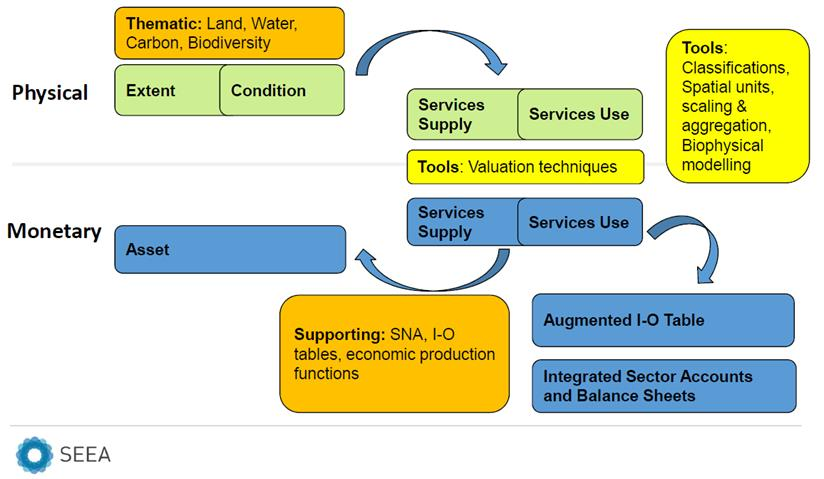 Thematic: Land, Water,
Carbon, Biodiversity
Physical
Extent
Condition
Services
Supply
Services Use
Tools:
Classifications,
Spatial units,
scaling &
aggregation,
Biophysical
modelling
Tools: Valuation techniques
Monetary
Asset
Services
Supply
Services Use
Supporting: SNA, I-O
tables, economic production
functions
Augmented I-O Table
Integrated Sector Accounts
and Balance Sheets
SEEA